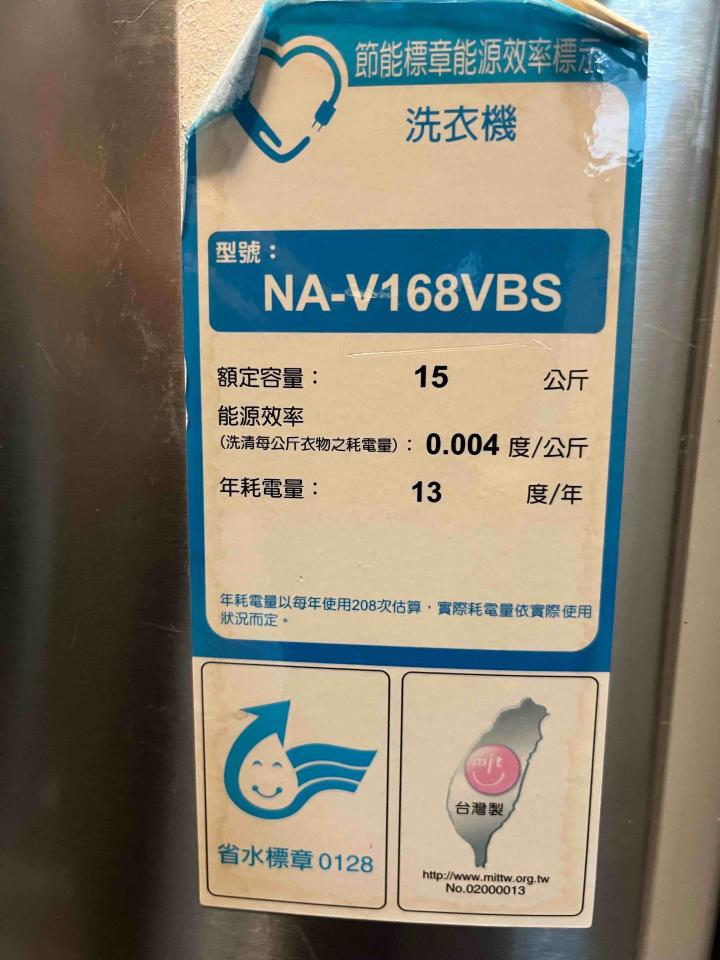 節能標章能源效率標示
洗衣機
型號：
NA-V168VBS
額定容量： 15 公斤
能源效率
(洗清每公斤衣物之耗電量)： 0.004 度/公斤
年耗電量： 13 度/年
年耗電量以每年使用208次估算，實際耗電量依實際使用
狀況而定。
省水標章 0128
mit
台灣製
http://www.mittw.org.tw
No.02000013